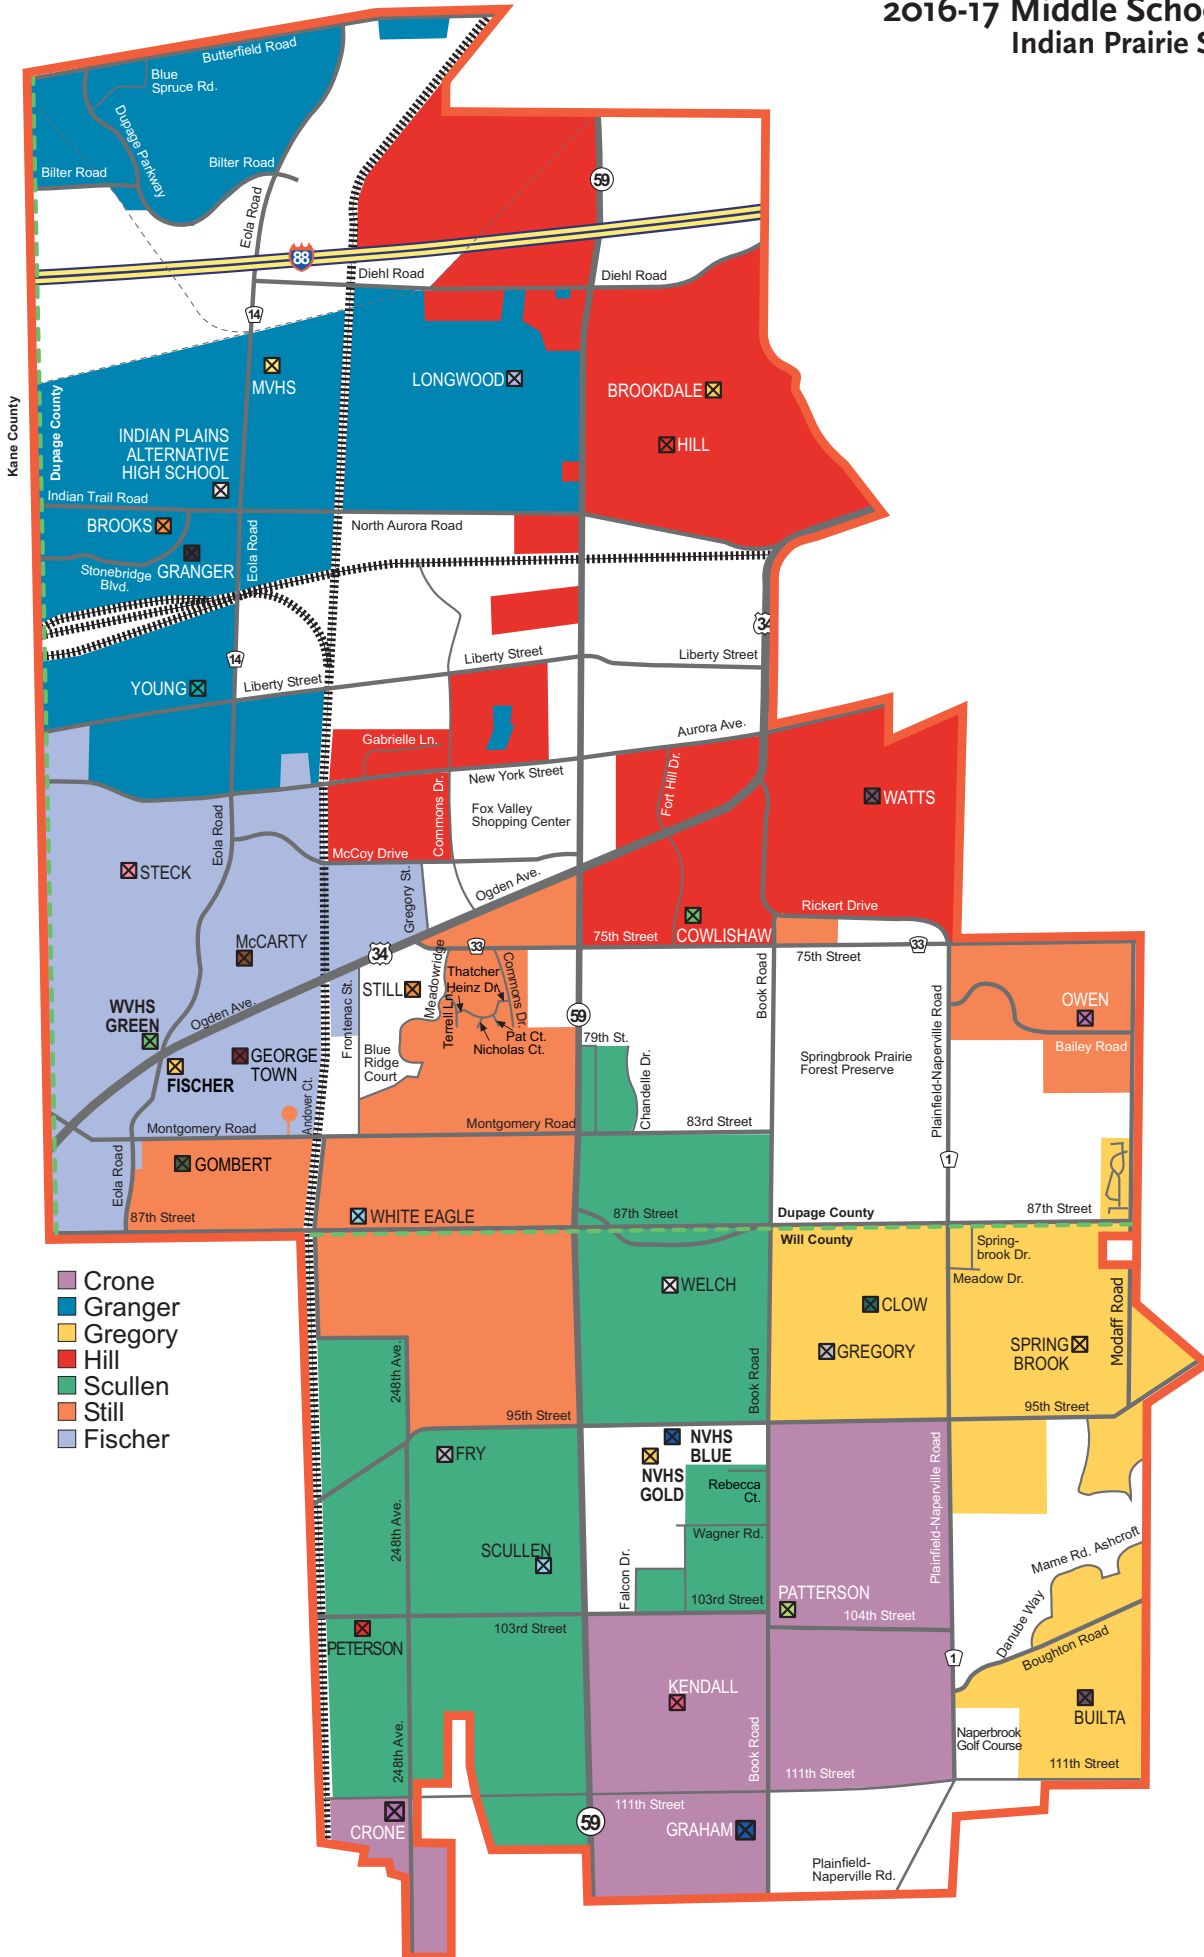 2016-17 Middle Schoo
Indian Prairie S
Butterfield Road
Blue
Spruce Rd.
Dupage Parkway
Bilter Road
Bilter Road
Eola Road
59
88
Diehl Road
Diehl Road
14
MVHS
LONGWOOD
BROOKDALE
HILL
Kane County
Dupage County
INDIAN PLAINS
ALTERNATIVE
HIGH SCHOOL
Indian Trail Road
North Aurora Road
BROOKS
GRANGER
Eola Road
Stonebridge
Blvd.
34
14
Liberty Street
Liberty Street
Liberty Street
YOUNG
Gabrielle Ln.
Aurora Ave.
New York Street
Commons Dr.
Fort Hill Dr.
Fox Valley
Shopping Center
WATTS
Eola Road
McCoy Drive
STECK
Gregory St.
Ogden Ave.
Rickert Drive
McCARTY
75th Street
COWLISHAW
33
33
34
75th Street
Meadowridge
Thatcher
Heinz Dr.
Commons Dr.
STILL
Terrell Ln.
Pat Ct.
Nicholas Ct.
Book Road
Plainfield-Naperville Road
OWEN
Bailey Road
WVHS
GREEN
Ogden Ave.
Frontenac St.
59
79th St.
Chandelle Dr.
Blue
Ridge
Court
Springbrook Prairie
Forest Preserve
FISCHER
GEORGE
TOWN
Andover Ct.
Montgomery Road
Montgomery Road
83rd Street
1
Eola Road
GOMBERT
87th Street
WHITE EAGLE
87th Street
Dupage County
87th Street
Will County
Spring-
brook Dr.
Meadow Dr.
Crone
Granger
Gregory
Hill
Scullen
Still
Fischer
WELCH
CLOW
GREGORY
SPRING
BROOK
Modaff Road
248th Ave.
Book Road
95th Street
95th Street
FRY
NVHS
BLUE
NVHS
GOLD
Rebecca
Ct.
Plainfield-Naperville Road
248th Ave.
Wagner Rd.
SCULLEN
Falcon Dr.
Mame Rd. Ashcroft
Danube Way
PATTERSON
103rd Street
104th Street
103rd Street
PETERSON
1
Boughton Road
KENDALL
BUILTA
248th Ave.
Book Road
Naperbrook
Golf Course
111th Street
111th Street
111th Street
CRONE
59
GRAHAM
Plainfield-
Naperville Rd.